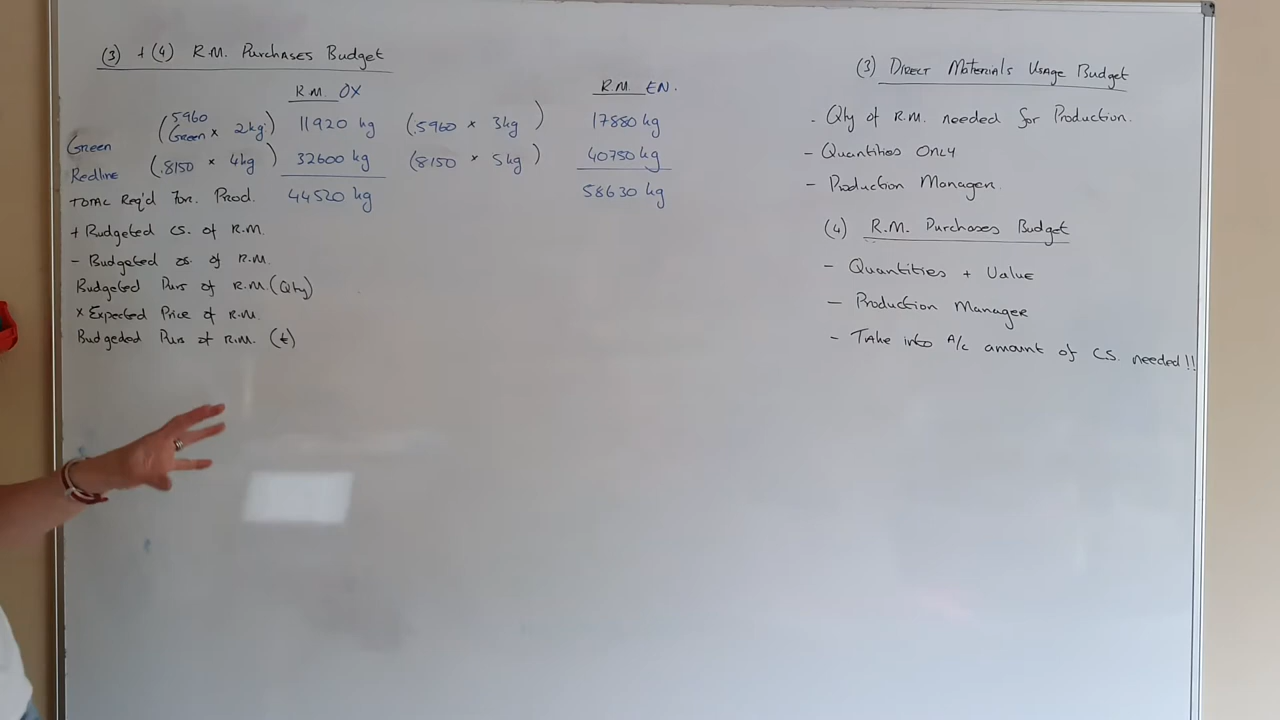 (3) + (4) R.M. Purchases Budget
R.M. OX R.M. EN.
Green (5960 Green × 2kg) 11920 kg (5960 × 3kg) 17880 kg
Redline (8150 × 4kg) 32600 kg (8150 × 5kg) 40750 kg
TOTAL Req'd For. Prod. 44520 kg 58630 kg
+ Budgeted CS. of R.M.
- Budgeted os. of R.M.
Budgeted Purs of R.M. (Qty)
× Expected Price of R.M.
Budgeded Purs of R.M. (€)
(3) Direct Materials Usage Budget
- Qty of R.M. needed for Production.
- Quantities ONLY
- Production Manager.
(4) R.M. Purchases Budget
- Quantities + Value
- Production Manager
- Take into A/c amount of C.S. needed!!